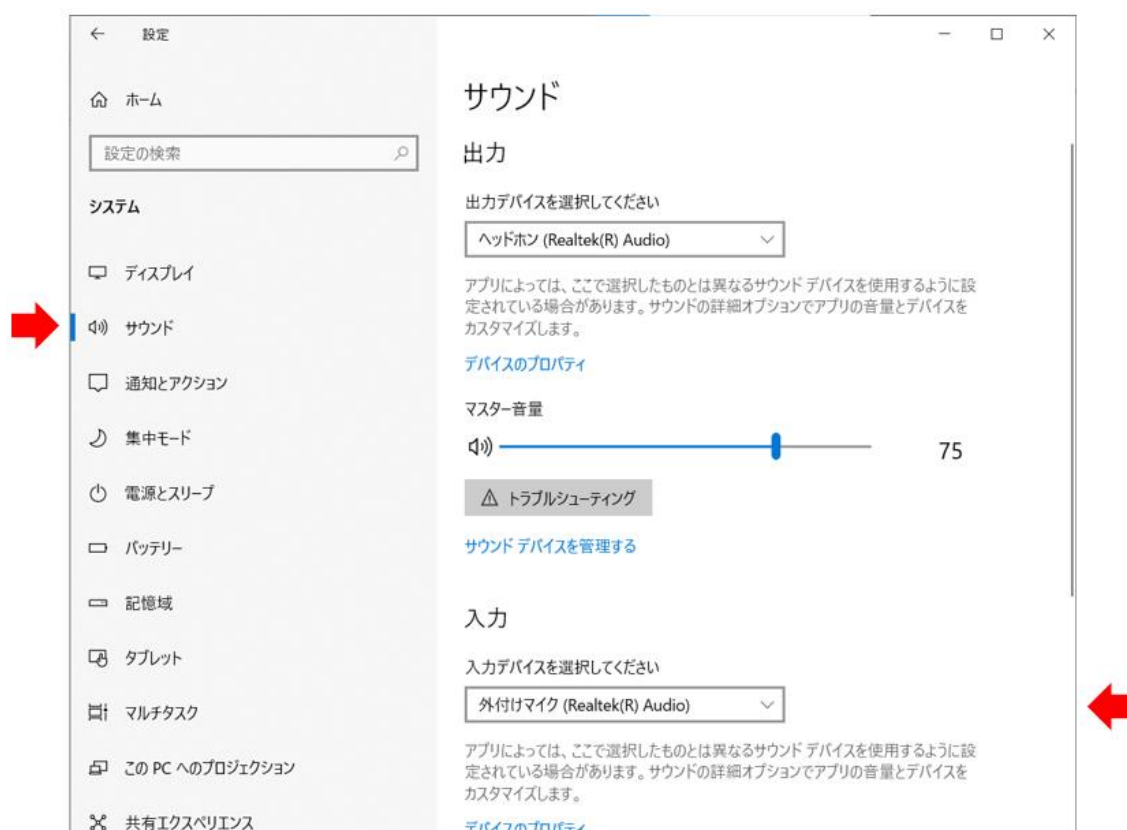 設定
ホーム
設定の検索
システム
ディスプレイ
サウンド
通知とアクション
集中モード
電源とスリープ
バッテリー
記憶域
タブレット
マルチタスク
この PC へのプロジェクション
共有エクスペリエンス
サウンド
出力
出力デバイスを選択してください
ヘッドホン (Realtek(R) Audio)
アプリによっては、ここで選択したものとは異なるサウンド デバイスを使用するように設
定されている場合があります。サウンドの詳細オプションでアプリの音量とデバイスを
カスタマイズします。
デバイスのプロパティ
マスター音量
75
トラブルシューティング
サウンド デバイスを管理する
入力
入力デバイスを選択してください
外付けマイク (Realtek(R) Audio)
アプリによっては、ここで選択したものとは異なるサウンド デバイスを使用するように設
定されている場合があります。サウンドの詳細オプションでアプリの音量とデバイスを
カスタマイズします。
デバイスのプロパティ